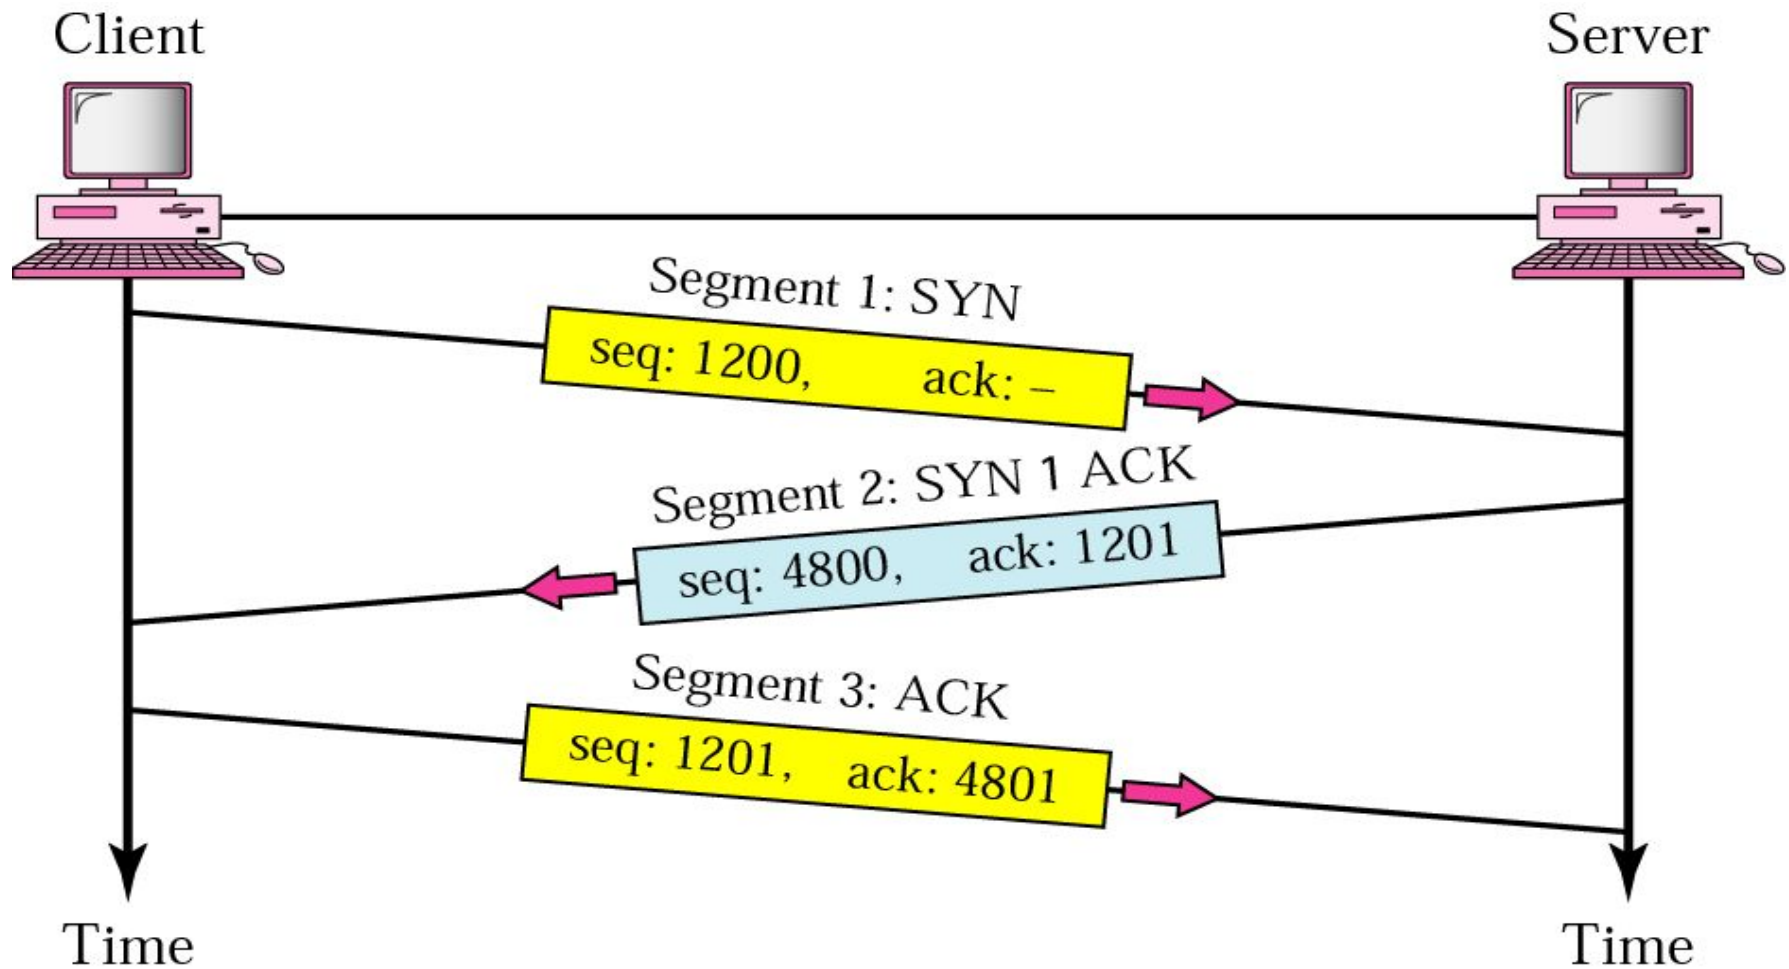 Client
Server
Segment 1: SYN
seq: 1200, ack: –
Segment 2: SYN 1 ACK
seq: 4800, ack: 1201
Segment 3: ACK
seq: 1201, ack: 4801
Time
Time